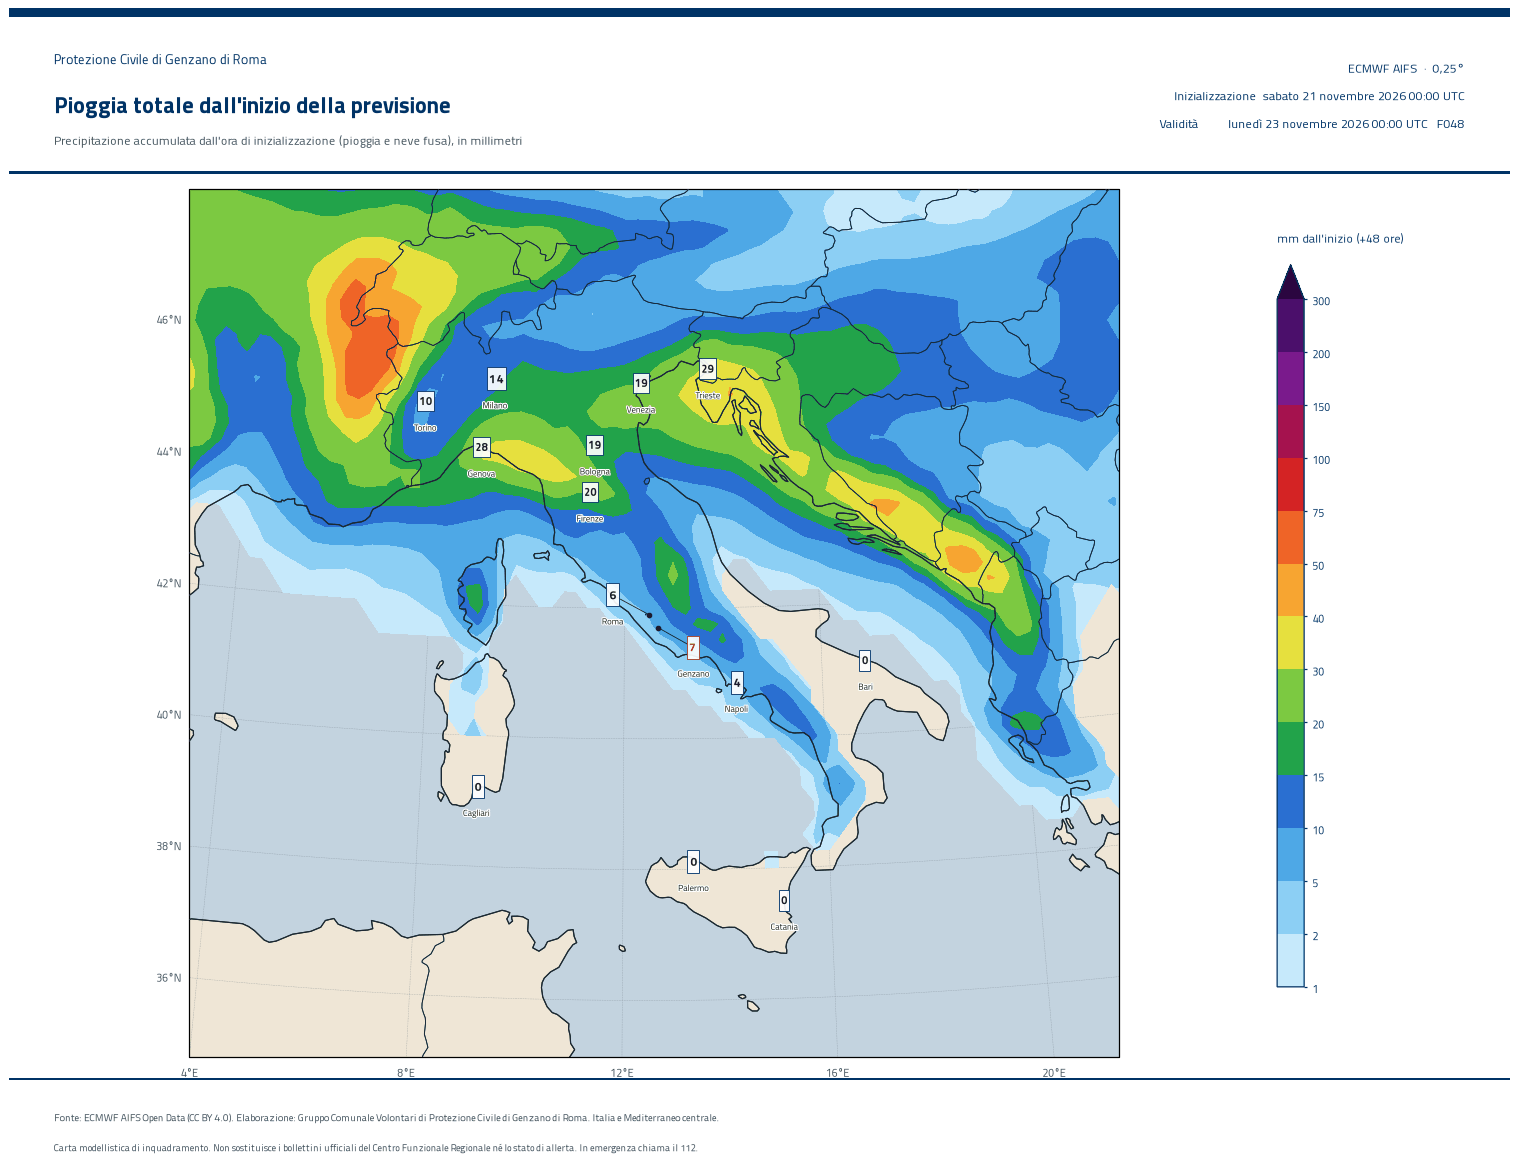 Protezione Civile di Genzano di Roma
Pioggia totale dall'inizio della previsione
Precipitazione accumulata dall'ora di inizializzazione (pioggia e neve fusa), in millimetri
ECMWF AIFS · 0,25°
Inizializzazione sabato 21 novembre 2026 00:00 UTC
Validità lunedì 23 novembre 2026 00:00 UTC F048
mm dall'inizio (+48 ore)
300
200
150
100
75
50
40
30
20
15
10
5
2
1
46°N
44°N
42°N
40°N
38°N
36°N
4°E
8°E
12°E
16°E
20°E
10
Torino
14
Milano
19
Venezia
29
Trieste
28
Genova
19
Bologna
20
Firenze
6
Roma
7
Genzano
4
Napoli
0
Bari
0
Cagliari
0
Palermo
0
Catania
Fonte: ECMWF AIFS Open Data (CC BY 4.0). Elaborazione: Gruppo Comunale Volontari di Protezione Civile di Genzano di Roma. Italia e Mediterraneo centrale.
Carta modellistica di inquadramento. Non sostituisce i bollettini ufficiali del Centro Funzionale Regionale né lo stato di allerta. In emergenza chiama il 112.